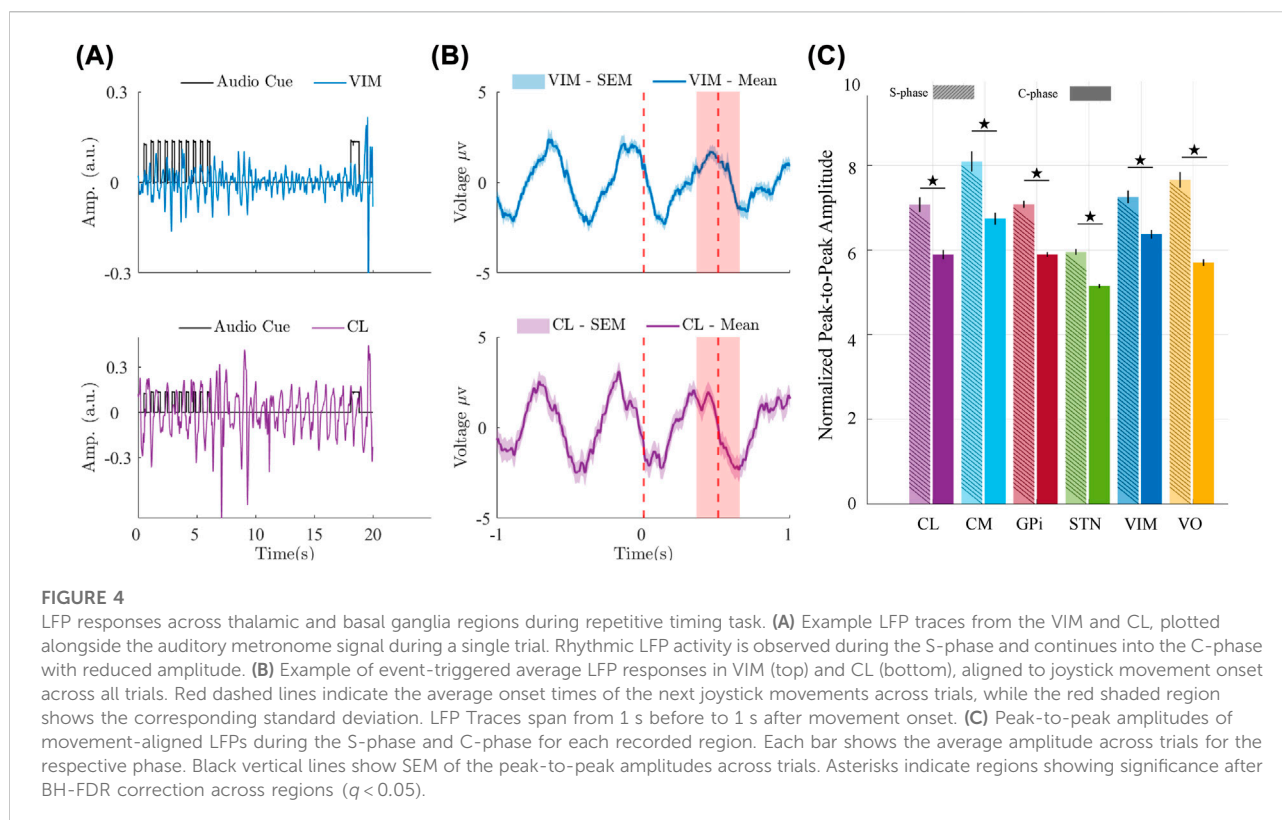 (A)
Audio Cue VIM
0.3
0
-0.3
Amp. (a.u.)
Audio Cue CL
0.3
0
-0.3
Amp. (a.u.)
0 5 10 15 20
Time(s)
(B)
VIM - SEM VIM - Mean
5
0
-5
Voltage μv
CL - SEM CL - Mean
5
0
-5
Voltage μv
-1 0 1
Time(s)
(C)
S-phase C-phase
10
8
6
4
2
0
Normalized Peak-to-Peak Amplitude
★ ★ ★ ★ ★ ★
CL CM GPi STN VIM VO
FIGURE 4
LFP responses across thalamic and basal ganglia regions during repetitive timing task. (A) Example LFP traces from the VIM and CL, plotted
alongside the auditory metronome signal during a single trial. Rhythmic LFP activity is observed during the S-phase and continues into the C-phase
with reduced amplitude. (B) Example of event-triggered average LFP responses in VIM (top) and CL (bottom), aligned to joystick movement onset
across all trials. Red dashed lines indicate the average onset times of the next joystick movements across trials, while the red shaded region
shows the corresponding standard deviation. LFP Traces span from 1 s before to 1 s after movement onset. (C) Peak-to-peak amplitudes of
movement-aligned LFPs during the S-phase and C-phase for each recorded region. Each bar shows the average amplitude across trials for the
respective phase. Black vertical lines show SEM of the peak-to-peak amplitudes across trials. Asterisks indicate regions showing significance after
BH-FDR correction across regions (q < 0.05).